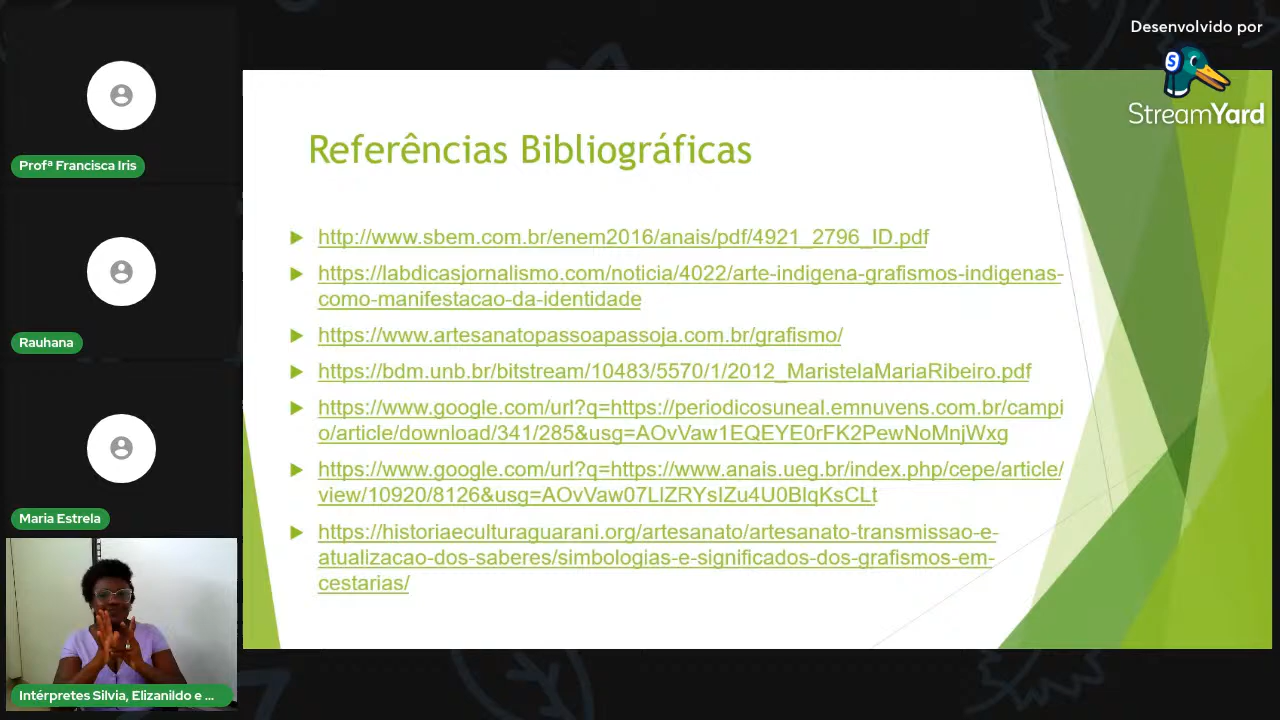 Desenvolvido por
StreamYard
Profª Francisca Iris
Rauhana
Maria Estrela
Intérpretes Silvia, Elizanildo e ...
Referências Bibliográficas
http://www.sbem.com.br/enem2016/anais/pdf/4921_2796_ID.pdf
https://labdicasjornalismo.com/noticia/4022/arte-indigena-grafismos-indigenas-
como-manifestacao-da-identidade
https://www.artesanatopassoapassoja.com.br/grafismo/
https://bdm.unb.br/bitstream/10483/5570/1/2012_MaristelaMariaRibeiro.pdf
https://www.google.com/url?q=https://periodicosuneal.emnuvens.com.br/campi
o/article/download/341/285&usg=AOvVaw1EQEYE0rFK2PewNoMnjWxg
https://www.google.com/url?q=https://www.anais.ueg.br/index.php/cepe/article/
view/10920/8126&usg=AOvVaw07LlZRYsIZu4U0BlqKsCLt
https://historiaeculturaguarani.org/artesanato/artesanato-transmissao-e-
atualizacao-dos-saberes/simbologias-e-significados-dos-grafismos-em-
cestarias/